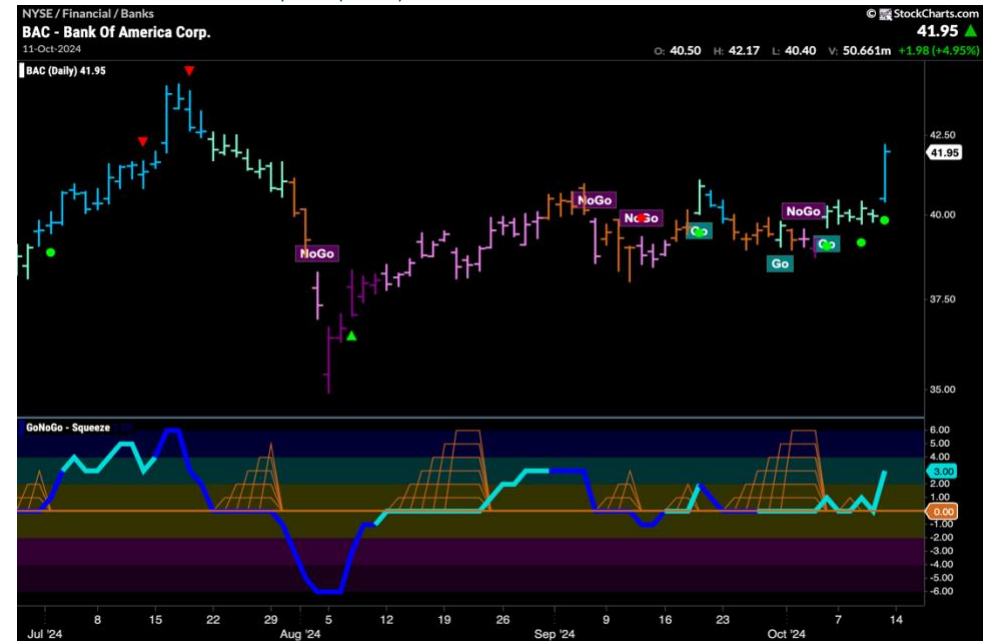 NYSE / Financial / Banks
© StockCharts.com
BAC - Bank Of America Corp.
41.95
11-Oct-2024
O: 40.50 H: 42.17 L: 40.40 V: 50.661m +1.98 (+4.95%)
BAC (Daily) 41.95
42.50
41.95
40.00
37.50
35.00
NoGo
NoGo
NoGo
Go
Go
NoGo
Go
GoNoGo - Squeeze
6.00
5.00
4.00
3.00
2.00
1.00
0.00
-1.00
-2.00
-3.00
-4.00
-5.00
-6.00
8 15 22 29 5 12 19 26 9 16 23 7 14
Jul '24 Aug '24 Sep '24 Oct '24